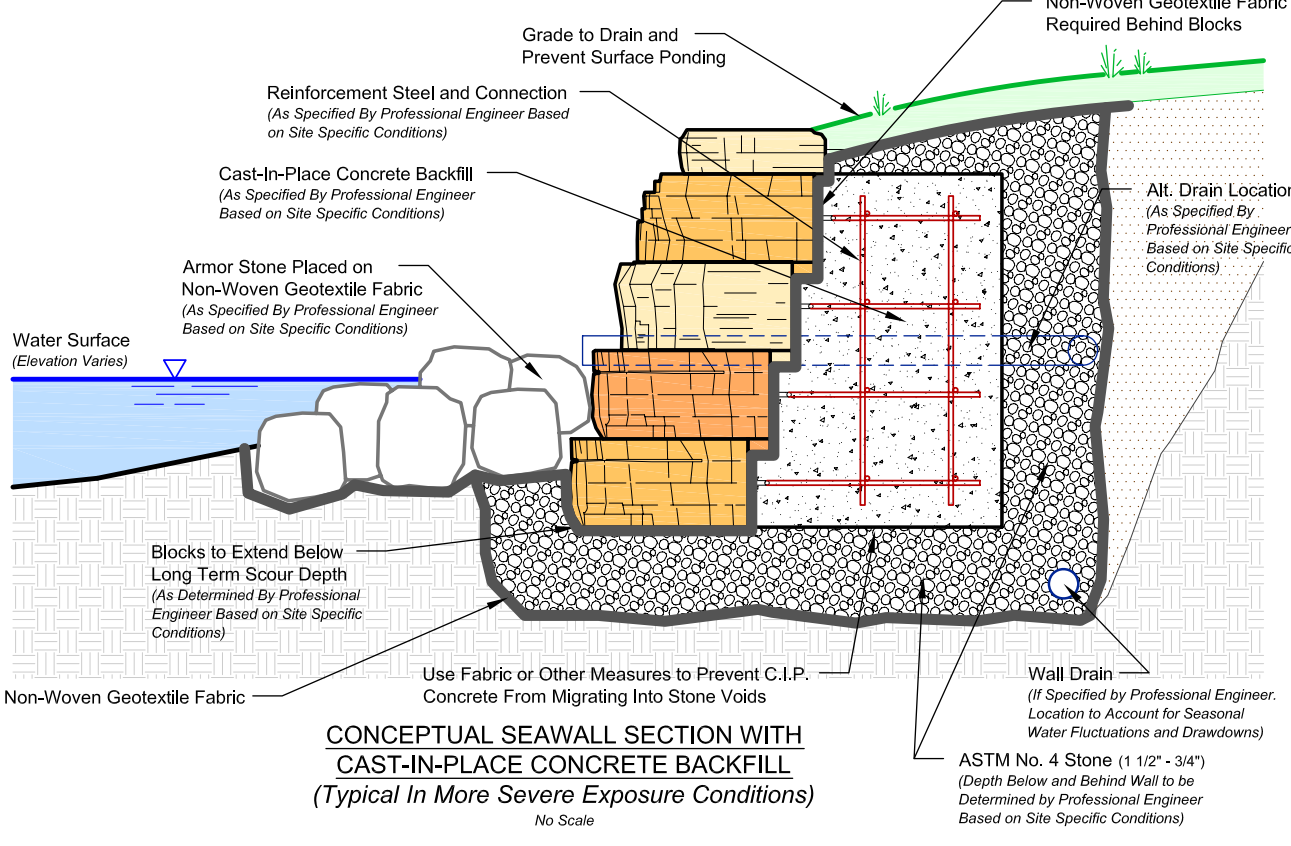 Non-Woven Geotextile Fabric
Required Behind Blocks
Grade to Drain and
Prevent Surface Ponding
Reinforcement Steel and Connection
(As Specified By Professional Engineer Based
on Site Specific Conditions)
Cast-In-Place Concrete Backfill
(As Specified By Professional Engineer
Based on Site Specific Conditions)
Alt. Drain Location
(As Specified By
Professional Engineer
Based on Site Specific
Conditions)
Armor Stone Placed on
Non-Woven Geotextile Fabric
(As Specified By Professional Engineer
Based on Site Specific Conditions)
Water Surface
(Elevation Varies)
Blocks to Extend Below
Long Term Scour Depth
(As Determined By Professional
Engineer Based on Site Specific
Conditions)
Non-Woven Geotextile Fabric
Use Fabric or Other Measures to Prevent C.I.P.
Concrete From Migrating Into Stone Voids
Wall Drain
(If Specified by Professional Engineer.
Location to Account for Seasonal
Water Fluctuations and Drawdowns)
ASTM No. 4 Stone (1 1/2" - 3/4")
(Depth Below and Behind Wall to be
Determined by Professional Engineer
Based on Site Specific Conditions)
CONCEPTUAL SEAWALL SECTION WITH
CAST-IN-PLACE CONCRETE BACKFILL
(Typical In More Severe Exposure Conditions)
No Scale